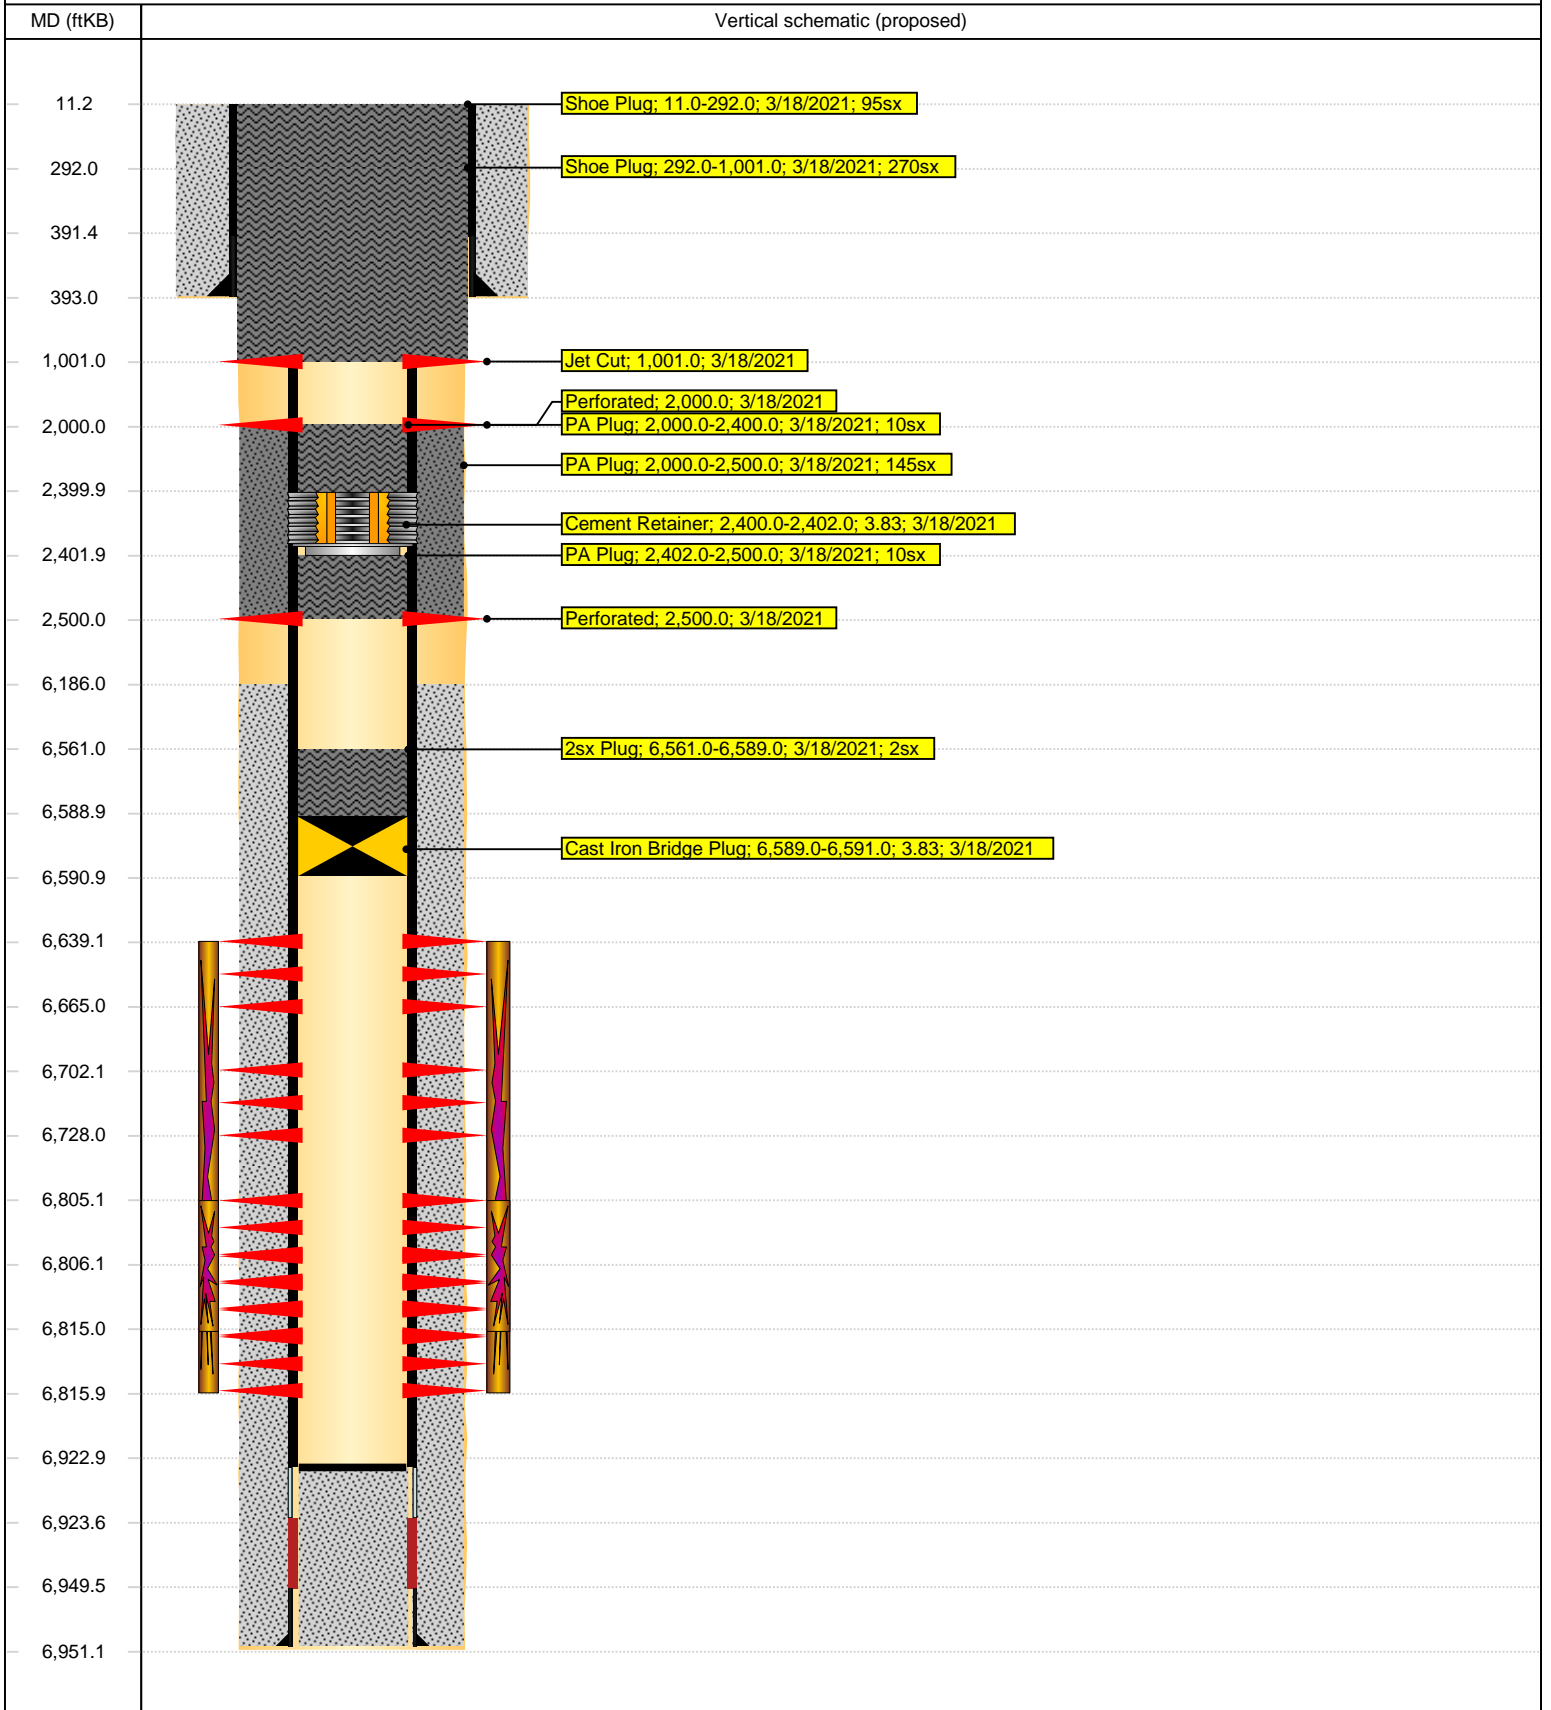 MD (ftKB) Vertical schematic (proposed)
11.2 Shoe Plug; 11.0-292.0; 3/18/2021; 95sx
292.0 Shoe Plug; 292.0-1,001.0; 3/18/2021; 270sx
391.4
393.0
1,001.0 Jet Cut; 1,001.0; 3/18/2021
Perforated; 2,000.0; 3/18/2021
2,000.0 PA Plug; 2,000.0-2,400.0; 3/18/2021; 10sx
PA Plug; 2,000.0-2,500.0; 3/18/2021; 145sx
2,399.9
Cement Retainer; 2,400.0-2,402.0; 3.83; 3/18/2021
2,401.9 PA Plug; 2,402.0-2,500.0; 3/18/2021; 10sx
2,500.0 Perforated; 2,500.0; 3/18/2021
6,186.0
6,561.0 2sx Plug; 6,561.0-6,589.0; 3/18/2021; 2sx
6,588.9
Cast Iron Bridge Plug; 6,589.0-6,591.0; 3.83; 3/18/2021
6,590.9
6,639.1
6,665.0
6,702.1
6,728.0
6,805.1
6,806.1
6,815.0
6,815.9
6,922.9
6,923.6
6,949.5
6,951.1